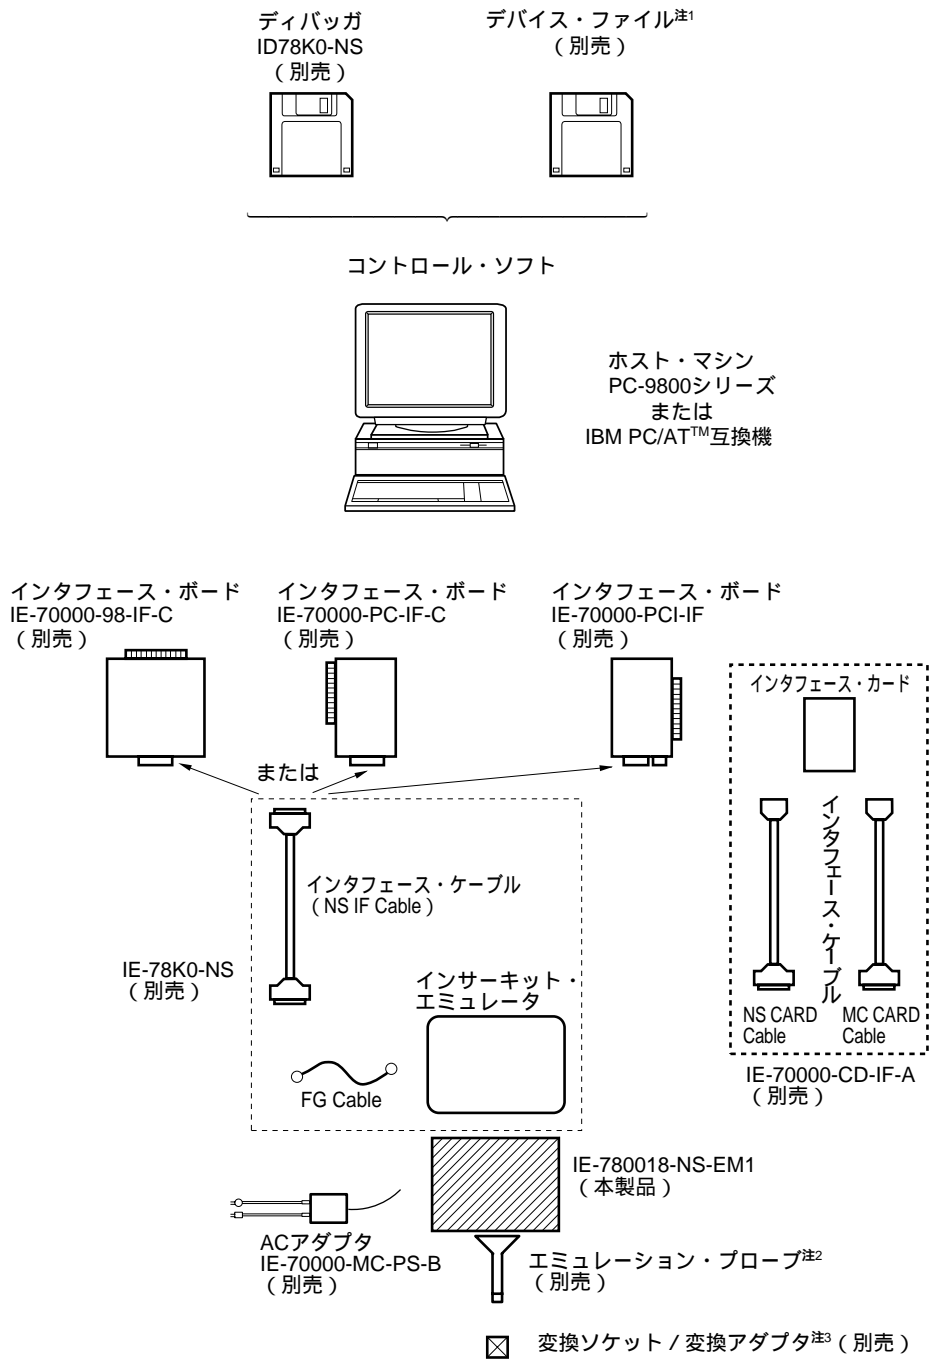 ディバッガ
ID78K0-NS
（別売）
デバイス・ファイル注1
（別売）
コントロール・ソフト
ホスト・マシン
PC-9800シリーズ
または
IBM PC/ATTM互換機
インタフェース・ボード
IE-70000-98-IF-C
（別売）
インタフェース・ボード
IE-70000-PC-IF-C
（別売）
インタフェース・ボード
IE-70000-PCI-IF
（別売）
または
インタフェース・カード
インタフェース・ケーブル
NS CARD
Cable
MC CARD
Cable
IE-70000-CD-IF-A
（別売）
インタフェース・ケーブル
（NS IF Cable）
IE-78K0-NS
（別売）
インサーキット・
エミュレータ
FG Cable
IE-780018-NS-EM1
（本製品）
ACアダプタ
IE-70000-MC-PS-B
（別売）
エミュレーション・プローブ注2
（別売）
変換ソケット / 変換アダプタ注3（別売）